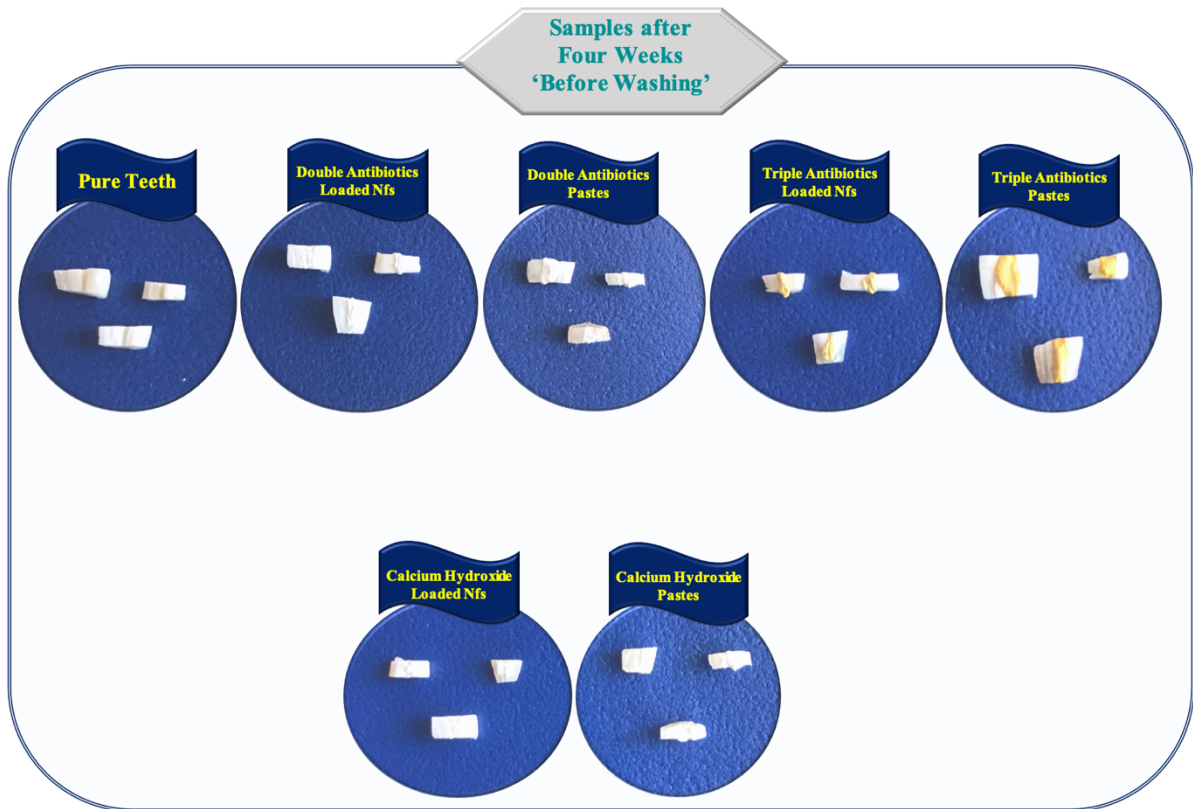 Samples after
Four Weeks
‘Before Washing’
Pure Teeth
Double Antibiotics
Loaded Nfs
Double Antibiotics
Pastes
Triple Antibiotics
Loaded Nfs
Triple Antibiotics
Pastes
Calcium Hydroxide
Loaded Nfs
Calcium Hydroxide
Pastes